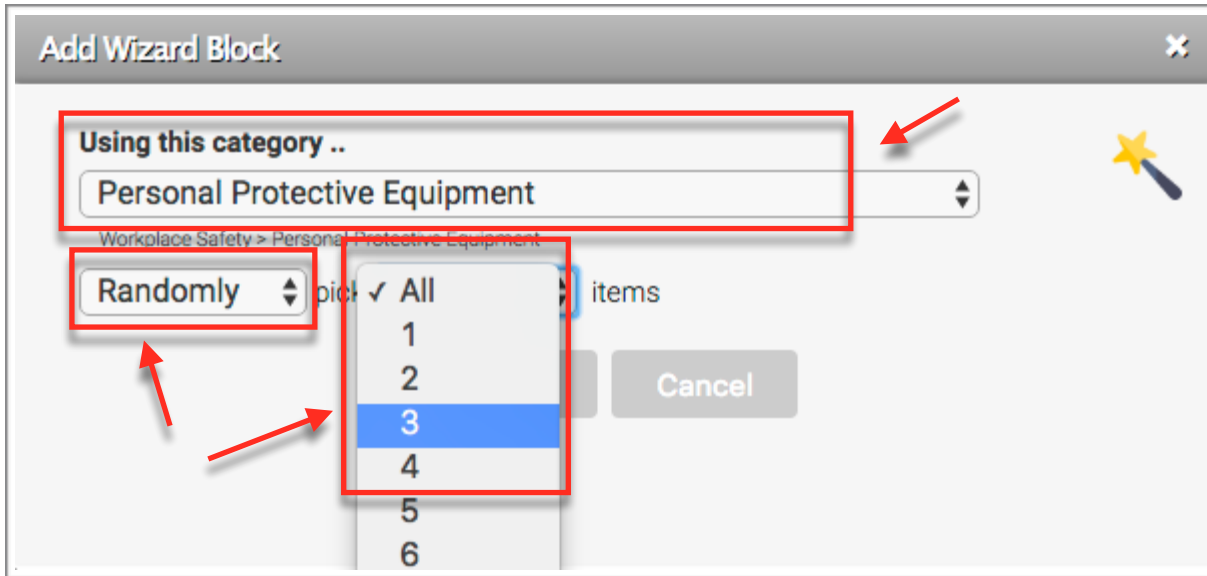 Add Wizard Block
Using this category ..
Personal Protective Equipment
Workplace Safety > Personal Protective Equipment
Randomly pick ✓ All items
1
2
Cancel
3
4
5
6